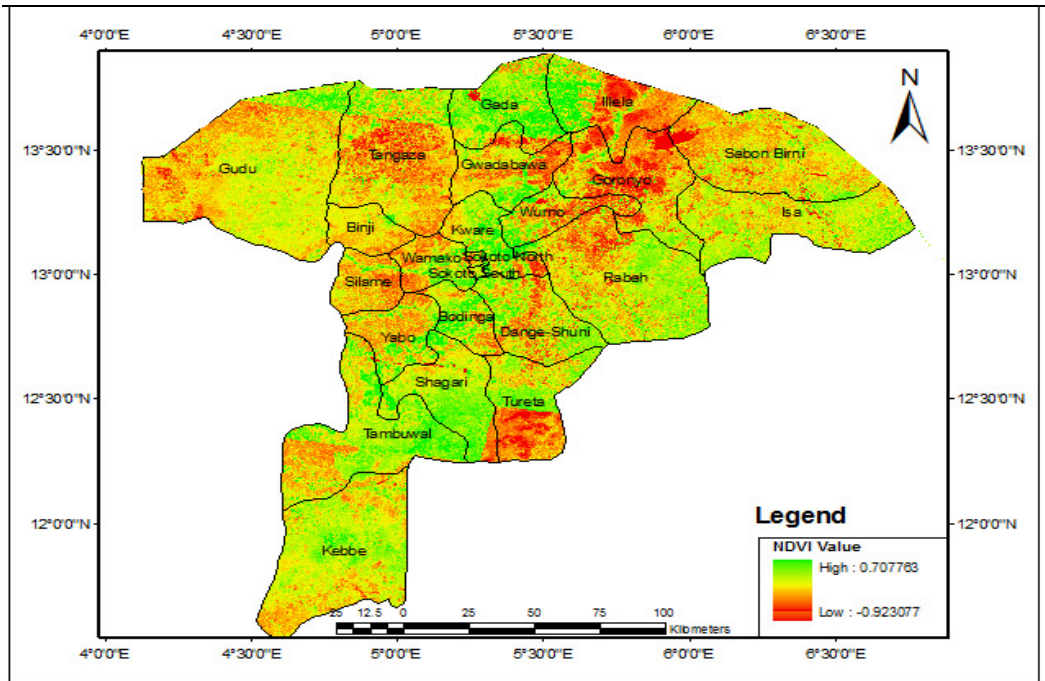 4°0'0"E 4°30'0"E 5°0'0"E 5°30'0"E 6°0'0"E 6°30'0"E
N
Gada
Illela
13°30'0"N
13°30'0"N
Gudu
Tangaza
Gwadabawa
Sabon Birni
Goronyo
Wurno
Isa
Binji
Kware
Wamako
Sokoto North
13°0'0"N
13°0'0"N
Sokoto South
Silame
Rabah
Bodinga
Yabo
Dange-Shuni
Shagari
12°30'0"N
12°30'0"N
Tureta
Tambuwal
12°0'0"N
12°0'0"N
Legend
NDVI Value
High : 0.707763
Low : -0.923077
Kebbe
25 12.5 0 25 50 75 100
Kilometers
4°0'0"E 4°30'0"E 5°0'0"E 5°30'0"E 6°0'0"E 6°30'0"E